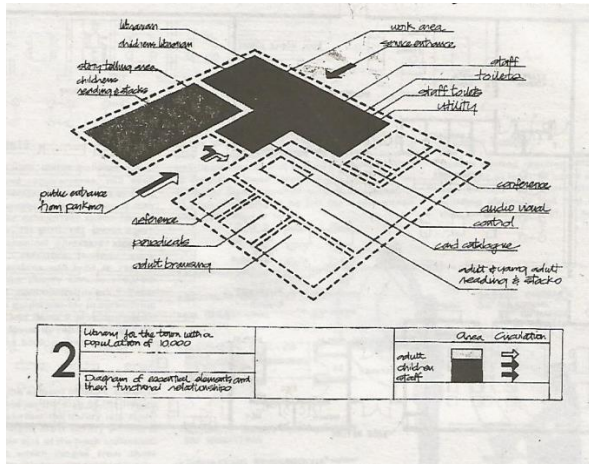 librarian
childrens librarian
story telling area
childrens
reading & stacks
work area
service entrance
staff
toilets
staff toilets
utility
public entrance
from parking
reference
periodicals
adult browsing
conference
audio visual
control
card catalogue
adult & young adult
reading & stacks
2
Library for the town with a
population of 10,000
Diagram of essential elements and
their functional relationships
Area Circulation
adult
children
staff